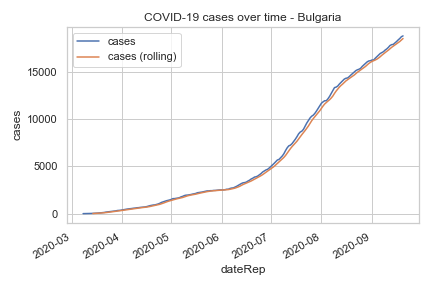 COVID-19 cases over time - Bulgaria
cases
cases (rolling)
15000
10000
5000
0
cases
2020-03
2020-04
2020-05
2020-06
2020-07
2020-08
2020-09
dateRep